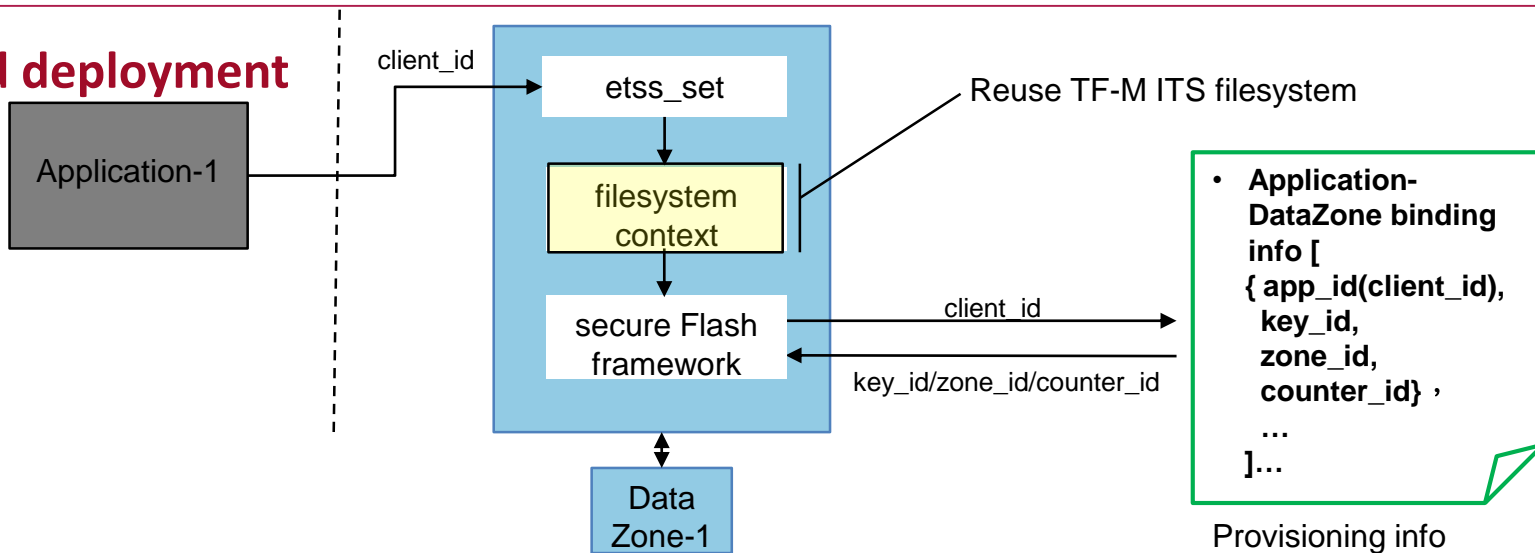 deployment
client_id
Application-1
etss_set
Reuse TF-M ITS filesystem
filesystem
context
secure Flash
framework
client_id
key_id/zone_id/counter_id
• Application-
DataZone binding
info [
{ app_id(client_id),
key_id,
zone_id,
counter_id} ，
…
]…
Data
Zone-1
Provisioning info